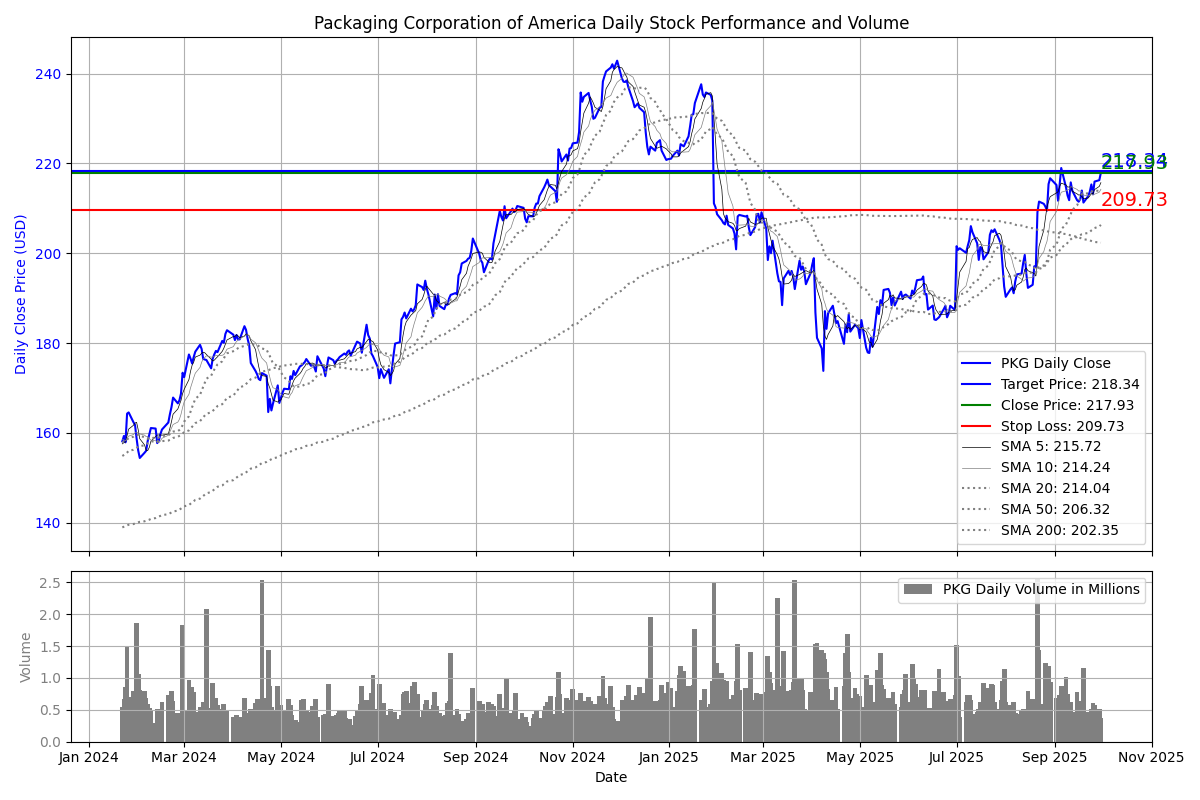 Packaging Corporation of America Daily Stock Performance and Volume
Daily Close Price (USD)
240
220
200
180
160
140
218.34
217.93
209.73
PKG Daily Close
Target Price: 218.34
Close Price: 217.93
Stop Loss: 209.73
SMA 5: 215.72
SMA 10: 214.24
SMA 20: 214.04
SMA 50: 206.32
SMA 200: 202.35
Volume
2.5
2.0
1.5
1.0
0.5
0.0
PKG Daily Volume in Millions
Jan 2024 Mar 2024 May 2024 Jul 2024 Sep 2024 Nov 2024 Jan 2025 Mar 2025 May 2025 Jul 2025 Sep 2025 Nov 2025
Date